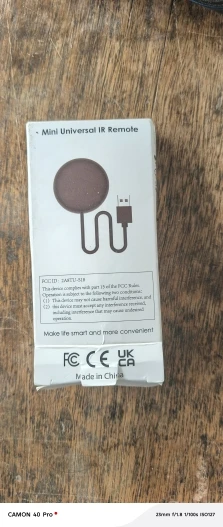 - Mini Universal IR Remote
FCC ID: 2A4TU-S18
This device complies with part 15 of the FCC Rules.
Operation is subject to the following two conditions:
(1) This device may not cause harmful interference, and
(2) this device must accept any interference received,
including interference that may cause undesired
operation.
Make life smart and more convenient
FC CE UK
CA
Made in China
CAMON 40 Pro
25mm f/1.8 1/100s ISO127